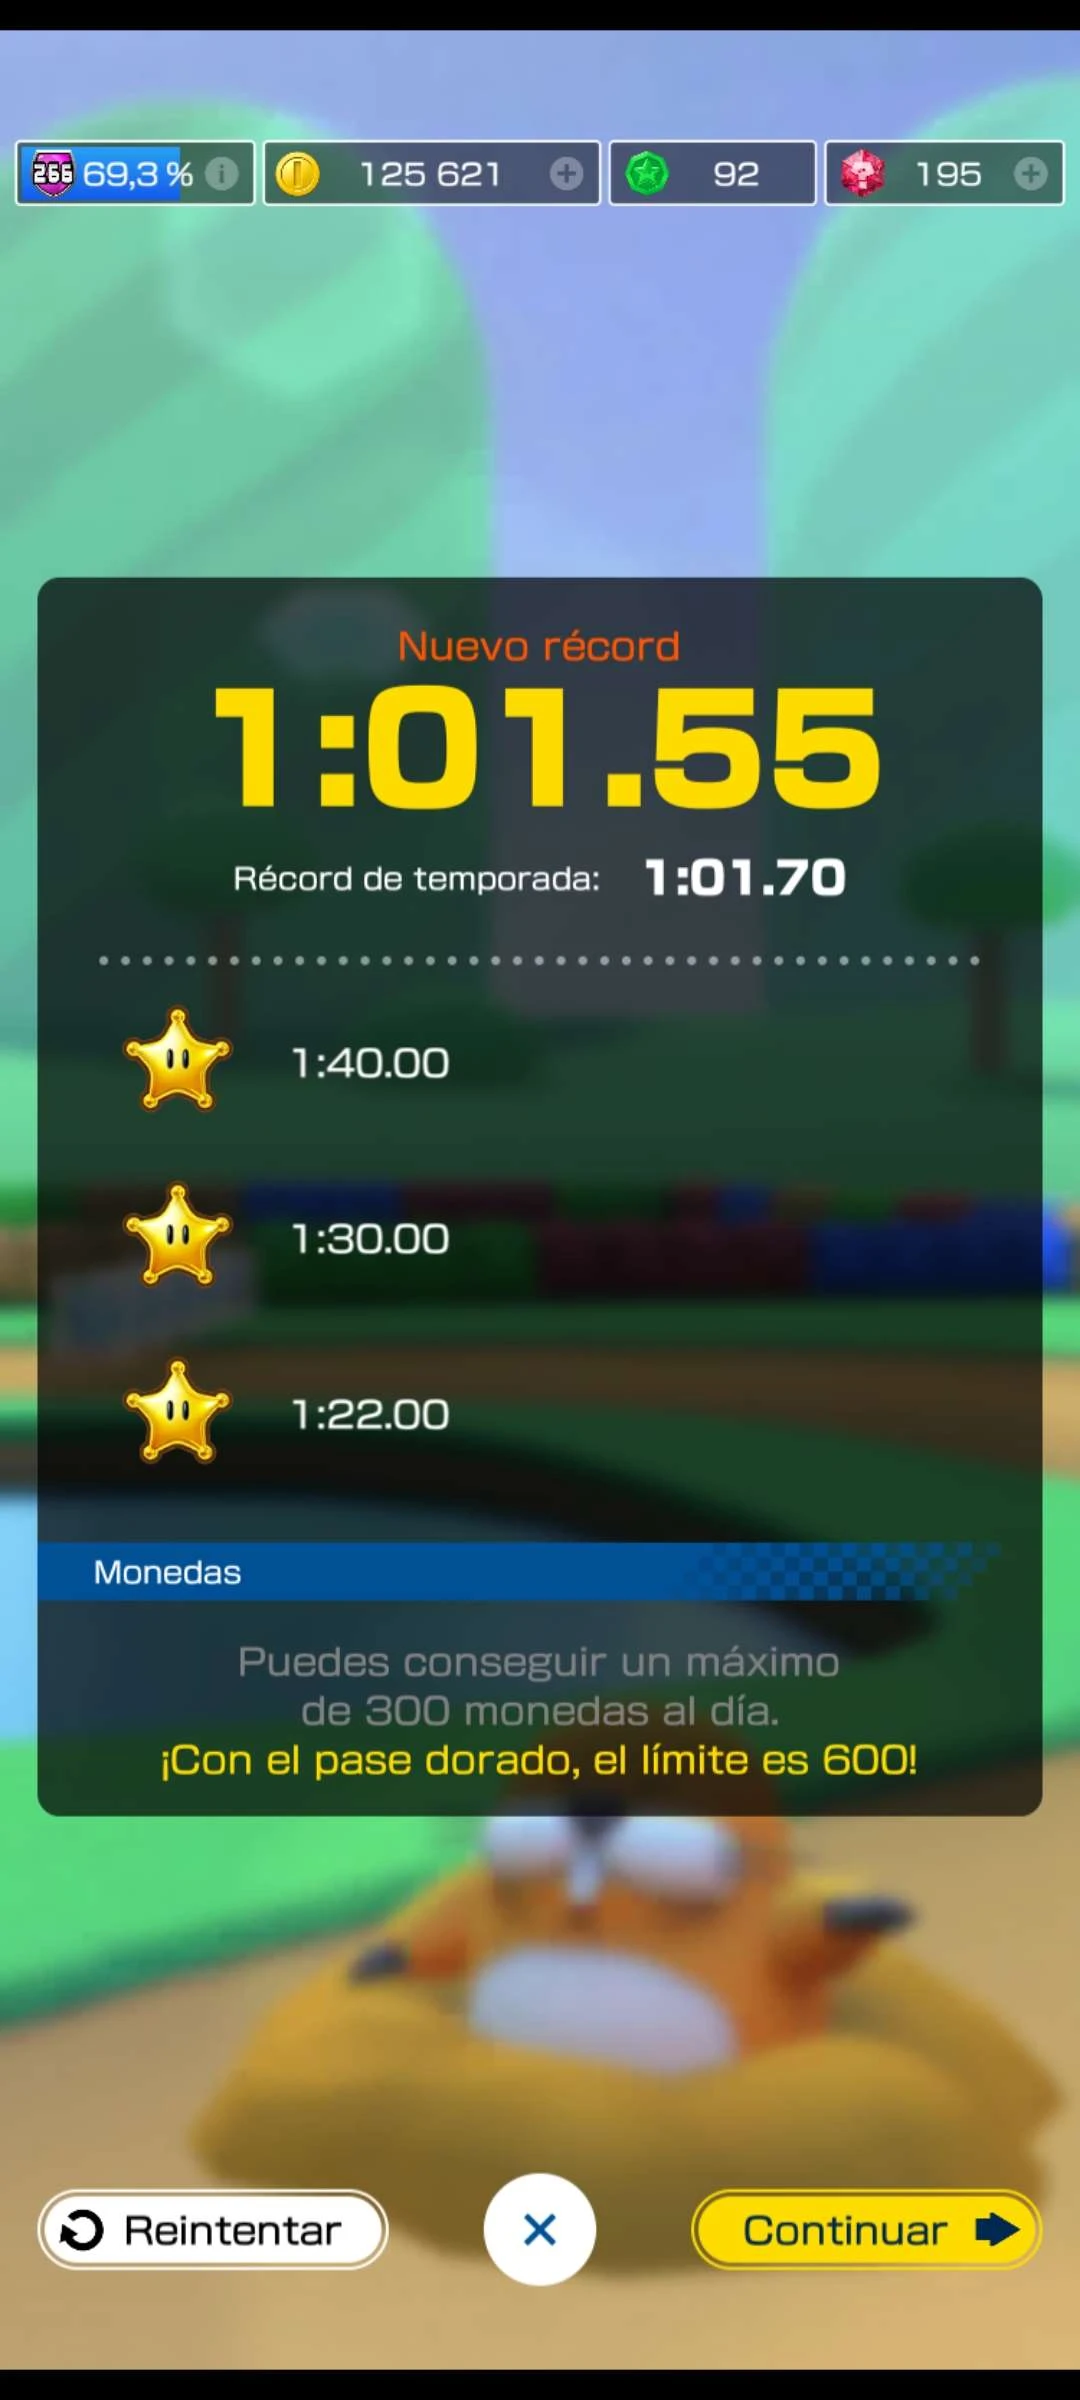 266 69,3 % 125 621 92 195
Nuevo récord
1:01.55
Récord de temporada: 1:01.70
1:40.00
1:30.00
1:22.00
Monedas
Puedes conseguir un máximo
de 300 monedas al día.
¡Con el pase dorado, el límite es 600!
Reintentar Continuar